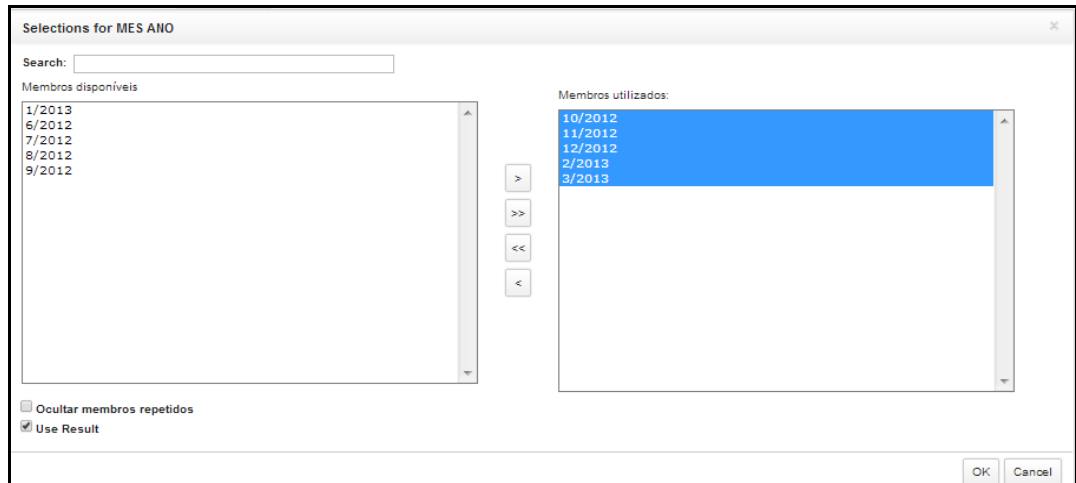 Selections for MES ANO
×
Search:
Membros disponíveis
1/2013
6/2012
7/2012
8/2012
9/2012
>
>>
<<
<
Membros utilizados:
10/2012
11/2012
12/2012
2/2013
3/2013
Ocultar membros repetidos
Use Result
OK Cancel